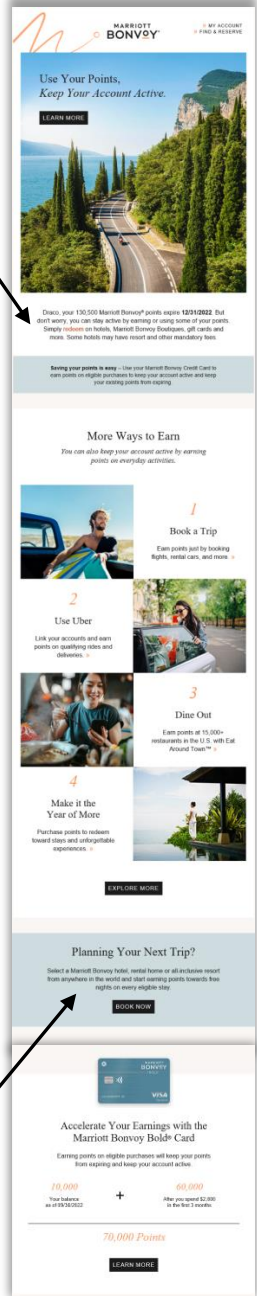 MARRIOTT
BONVOY
» MY ACCOUNT
» FIND & RESERVE
Use Your Points,
Keep Your Account Active.
LEARN MORE
Draco, your 130,500 Marriott Bonvoy® points expire 12/31/2022. But
don't worry, you can stay active by earning or using some of your points.
Simply redeem on hotels, Marriott Bonvoy Boutiques, gift cards and
more. Some hotels may have resort and other mandatory fees
Saving your points is easy – Use your Marriott Bonvoy Credit Card to
earn points on eligible purchases to keep your account active and keep
your existing points from expiring
More Ways to Earn
You can also keep your account active by earning
points on everyday activities.
1
Book a Trip
Earn points just by booking
flights, rental cars, and more. »
2
Use Uber
Link your accounts and earn
points on qualifying rides and
deliveries. »
3
Dine Out
Earn points at 15,000+
restaurants in the U.S. with Eat
Around Town™ »
4
Make it the
Year of More
Purchase points to redeem
toward stays and unforgettable
experiences. »
EXPLORE MORE
Planning Your Next Trip?
Select a Marriott Bonvoy hotel, rental home or all-inclusive resort
from anywhere in the world and start earning points towards free
nights on every eligible stay.
BOOK NOW
MARRIOTT
BONVOY
BOLD
VISA
Accelerate Your Earnings with the
Marriott Bonvoy Bold® Card
Earning points on eligible purchases will keep your points
from expiring and keep your account active
10,000
Your balance
as of 09/30/2022
+
60,000
After you spend $2,000
in the first 3 months
70,000 Points
LEARN MORE